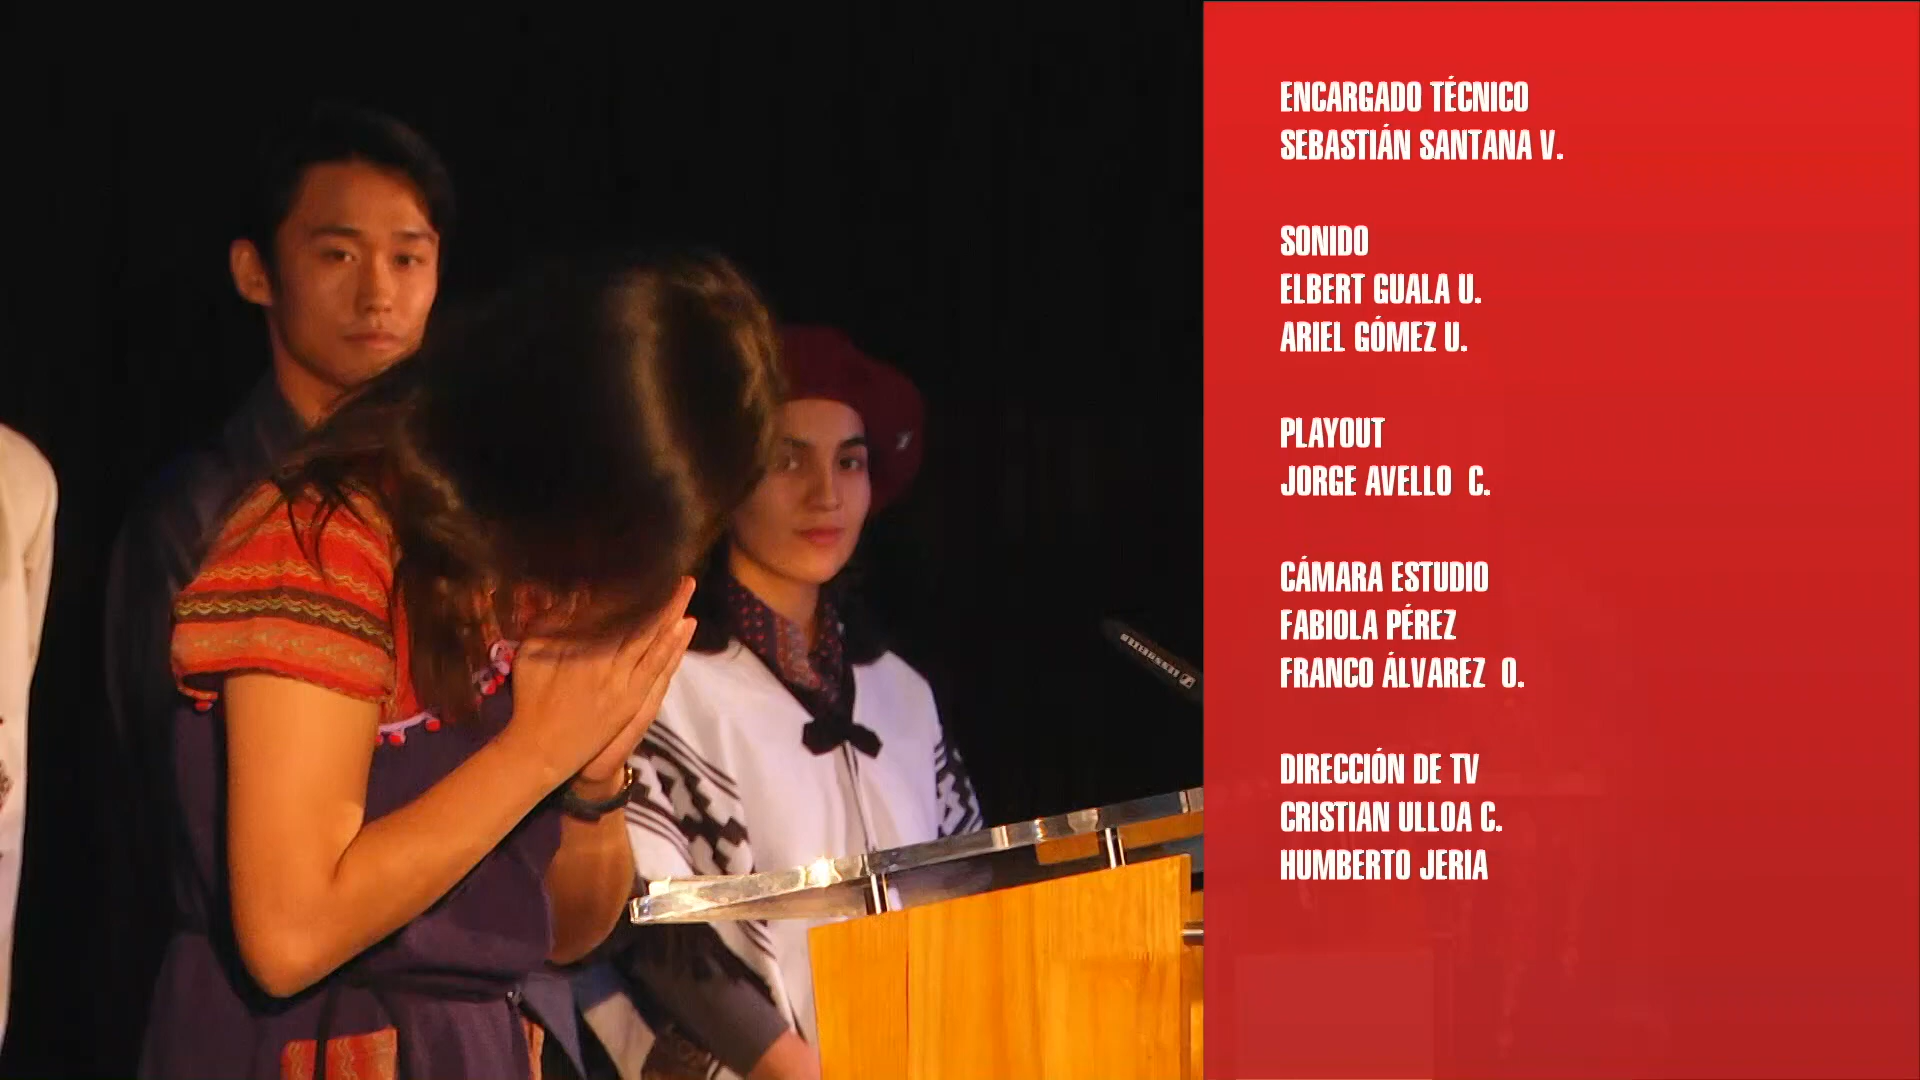 ENCARGADO TÉCNICO
SEBASTIÁN SANTANA V.
SONIDO
ELBERT GUALA U.
ARIEL GÓMEZ U.
PLAYOUT
JORGE AVELLO C.
CÁMARA ESTUDIO
FABIOLA PÉREZ
FRANCO ÁLVAREZ O.
DIRECCIÓN DE TV
CRISTIAN ULLOA C.
HUMBERTO JERIA
SENNHEISER